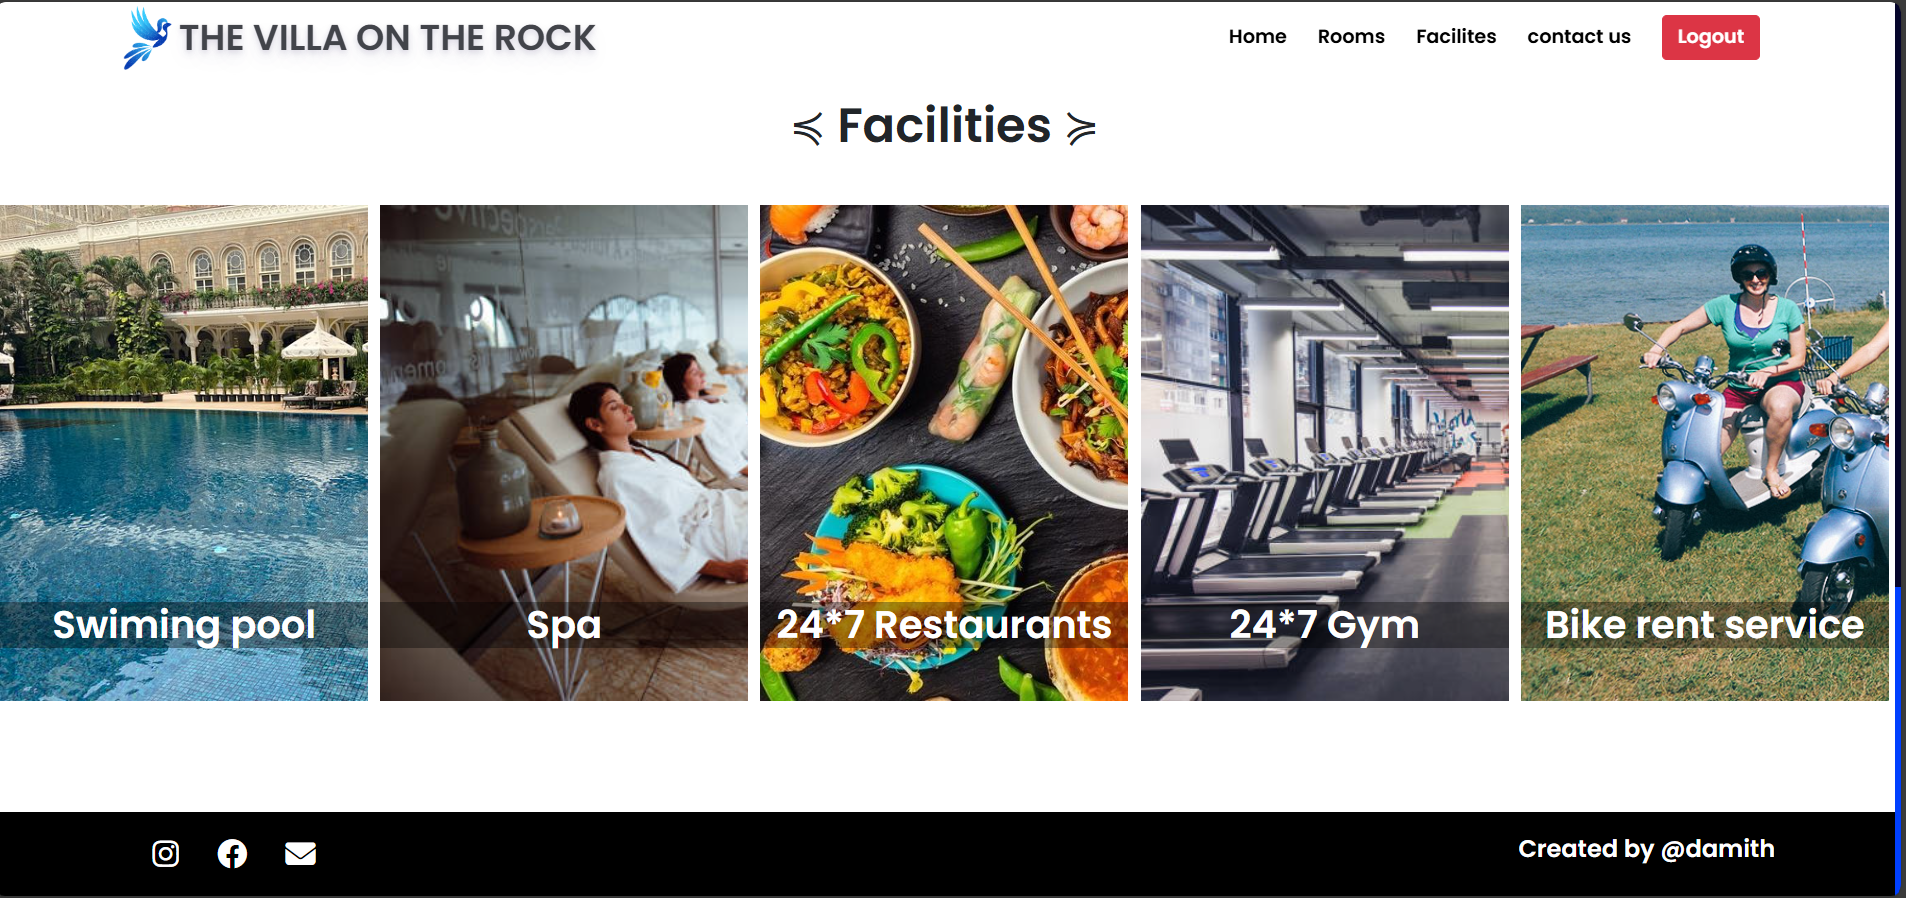 THE VILLA ON THE ROCK
Home Rooms Facilites contact us Logout
⪡ Facilities ⪢
Swiming pool Spa 24*7 Restaurants 24*7 Gym Bike rent service
Created by @damith